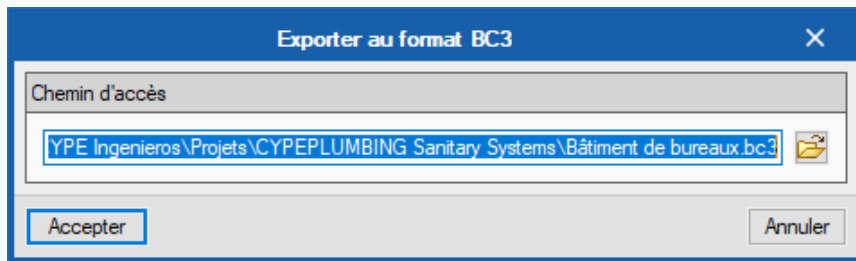 Exporter au format BC3
Chemin d'accès
YPE Ingenieros\Projets\CYPEPLUMBING Sanitary Systems\Bâtiment de bureaux.bc3
Accepter
Annuler